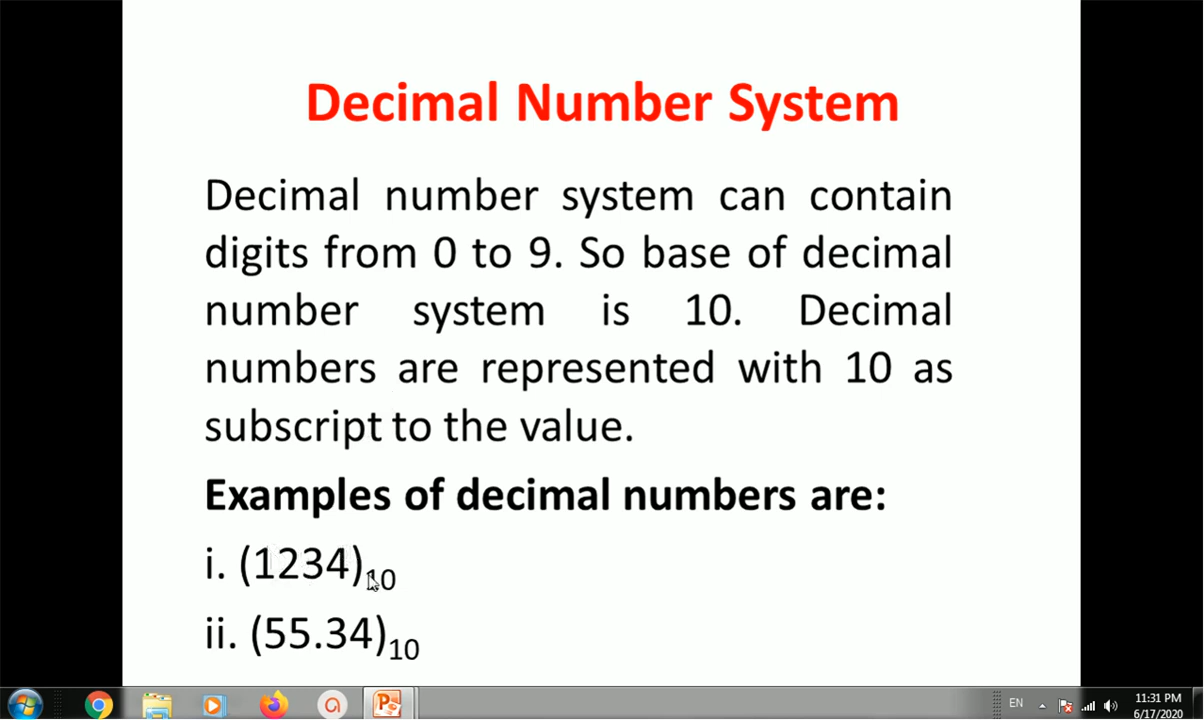 Decimal Number System
Decimal number system can contain
digits from 0 to 9. So base of decimal
number system is 10. Decimal
numbers are represented with 10 as
subscript to the value.
Examples of decimal numbers are:
i. (1234)₁₀
ii. (55.34)₁₀
EN
11:31 PM
6/17/2020